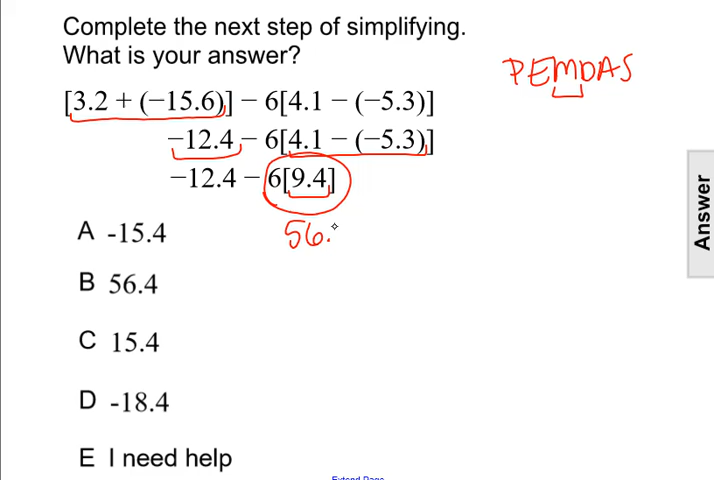 Complete the next step of simplifying.
What is your answer?
PEMDAS
[3.2 + (−15.6)] − 6[4.1 − (−5.3)]
−12.4 − 6[4.1 − (−5.3)]
−12.4 − 6[9.4]
56.
A -15.4
B 56.4
C 15.4
D -18.4
E I need help
Answer
Extend Page